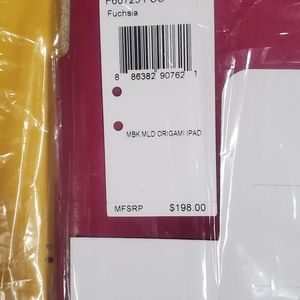 Fuchsia
8 86382 90762 1
MBK MLD ORIGAMI IPAD
MFSRP $198.00